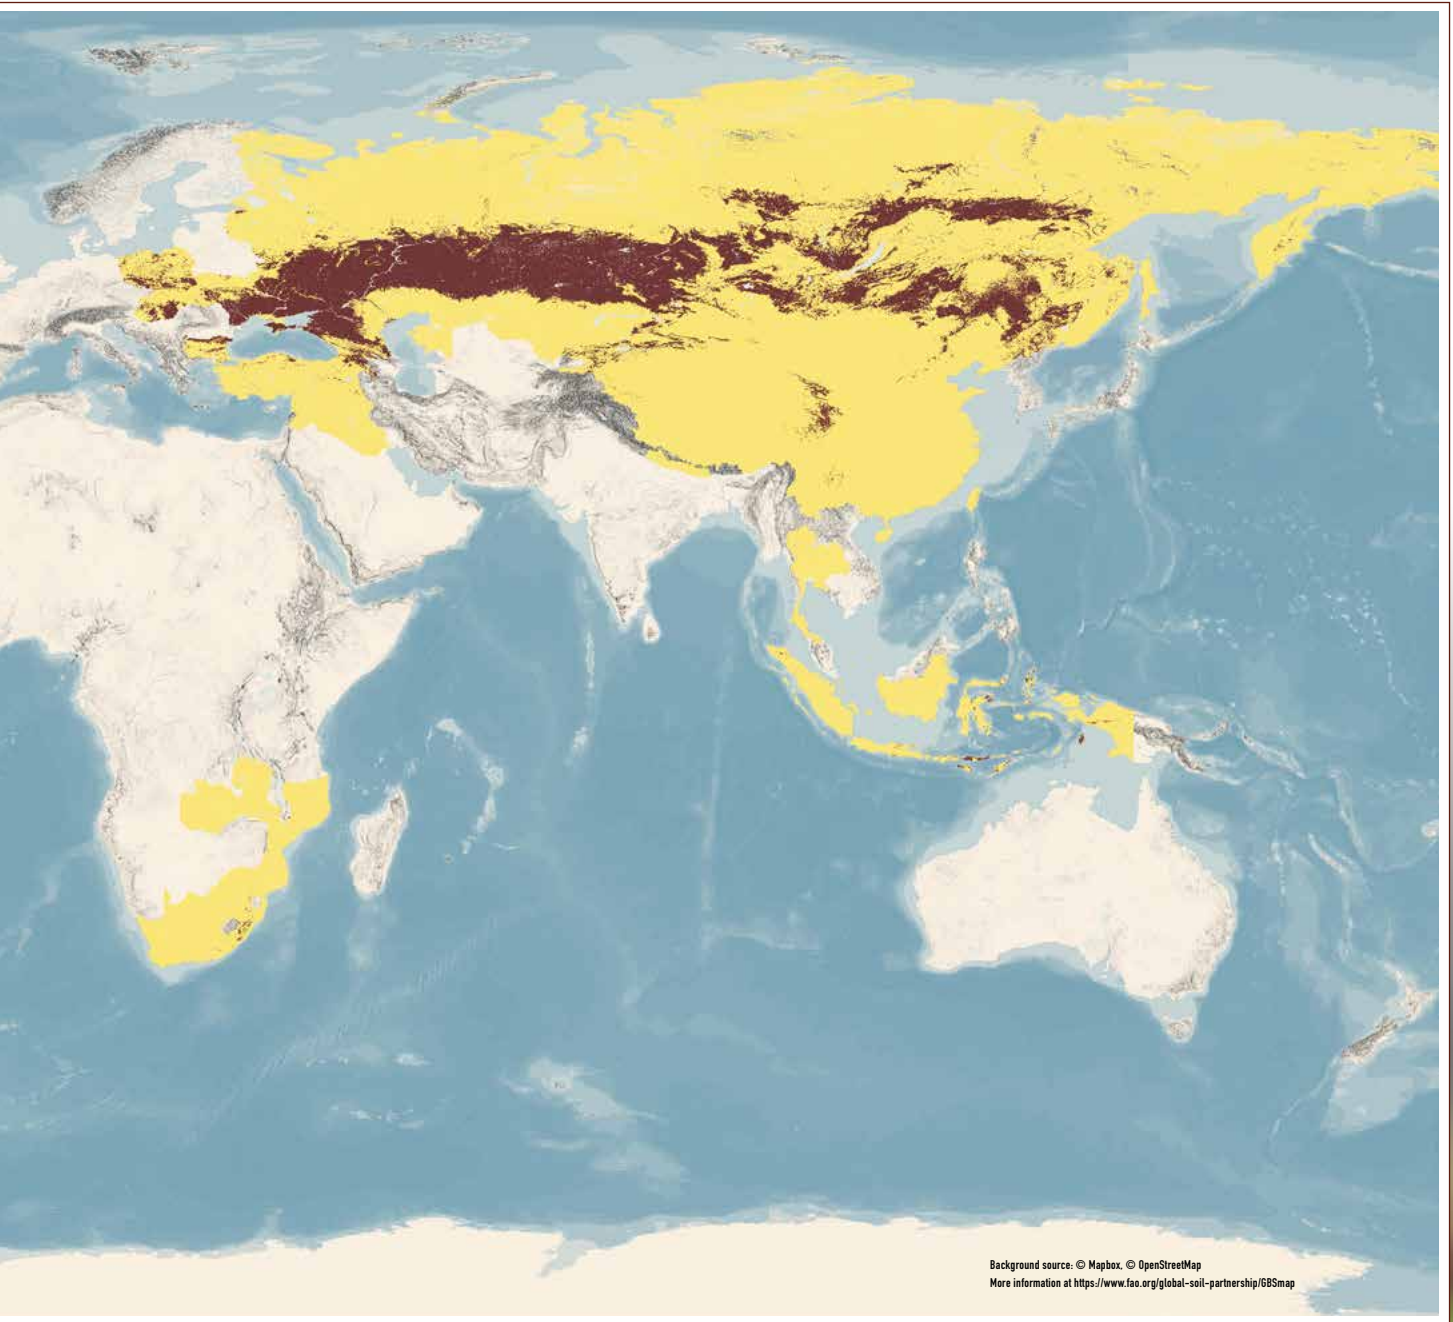 Background source: © Mapbox, © OpenStreetMap
More information at https://www.fao.org/global-soil-partnership/GBSmap